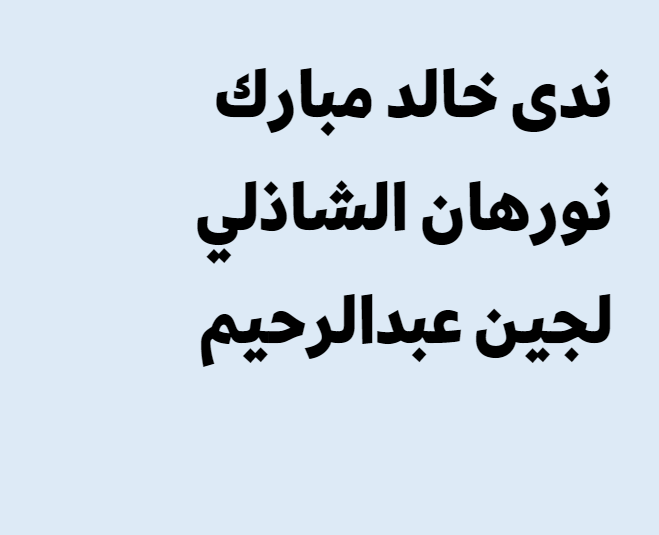 ندى خالد مبارك
نورهان الشاذلي
لجين عبدالرحيم